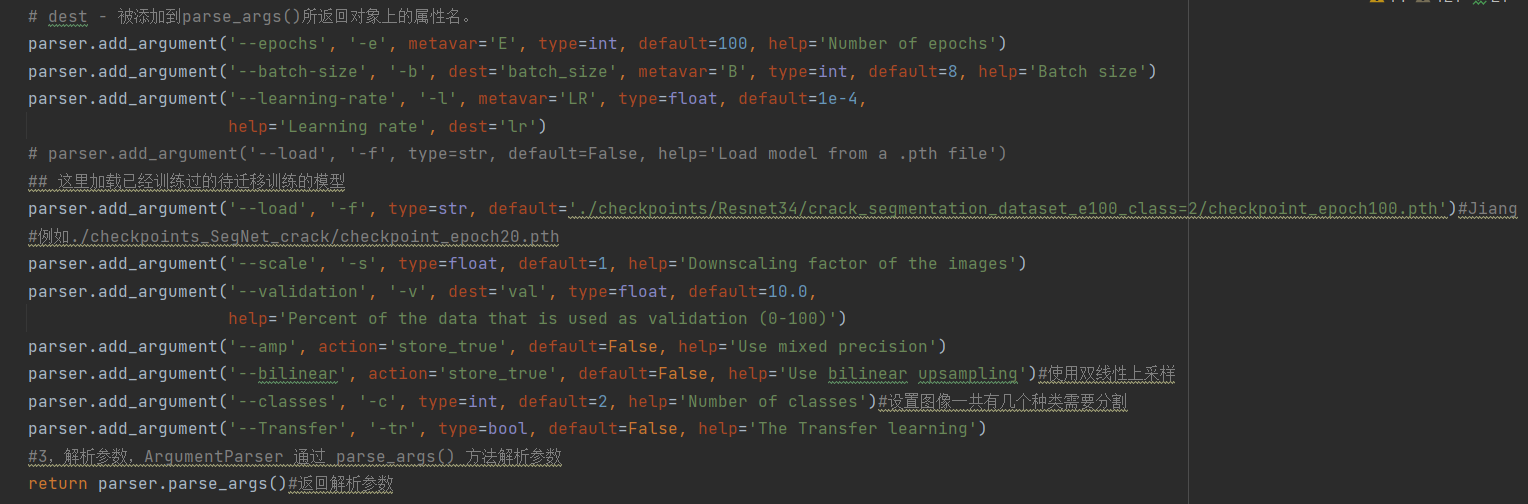 # dest - 被添加到parse_args()所返回对象上的属性名。
parser.add_argument('--epochs', '-e', metavar='E', type=int, default=100, help='Number of epochs')
parser.add_argument('--batch-size', '-b', dest='batch_size', metavar='B', type=int, default=8, help='Batch size')
parser.add_argument('--learning-rate', '-l', metavar='LR', type=float, default=1e-4,
help='Learning rate', dest='lr')
# parser.add_argument('--load', '-f', type=str, default=False, help='Load model from a .pth file')
## 这里加载已经训练过的待迁移训练的模型
parser.add_argument('--load', '-f', type=str, default='./checkpoints/Resnet34/crack_segmentation_dataset_e100_class=2/checkpoint_epoch100.pth')#Jiang
#例如./checkpoints_SegNet_crack/checkpoint_epoch20.pth
parser.add_argument('--scale', '-s', type=float, default=1, help='Downscaling factor of the images')
parser.add_argument('--validation', '-v', dest='val', type=float, default=10.0,
help='Percent of the data that is used as validation (0-100)')
parser.add_argument('--amp', action='store_true', default=False, help='Use mixed precision')
parser.add_argument('--bilinear', action='store_true', default=False, help='Use bilinear upsampling')#使用双线性上采样
parser.add_argument('--classes', '-c', type=int, default=2, help='Number of classes')#设置图像一共有几个种类需要分割
parser.add_argument('--Transfer', '-tr', type=bool, default=False, help='The Transfer learning')
#3，解析参数，ArgumentParser 通过 parse_args() 方法解析参数
return parser.parse_args()#返回解析参数